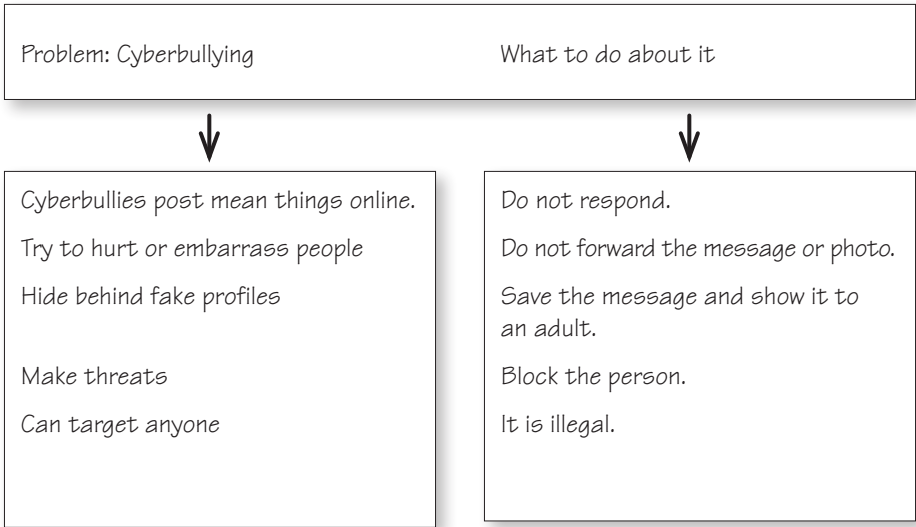 Problem: Cyberbullying
What to do about it
Cyberbullies post mean things online.
Try to hurt or embarrass people
Hide behind fake profiles
Make threats
Can target anyone
Do not respond.
Do not forward the message or photo.
Save the message and show it to
an adult.
Block the person.
It is illegal.